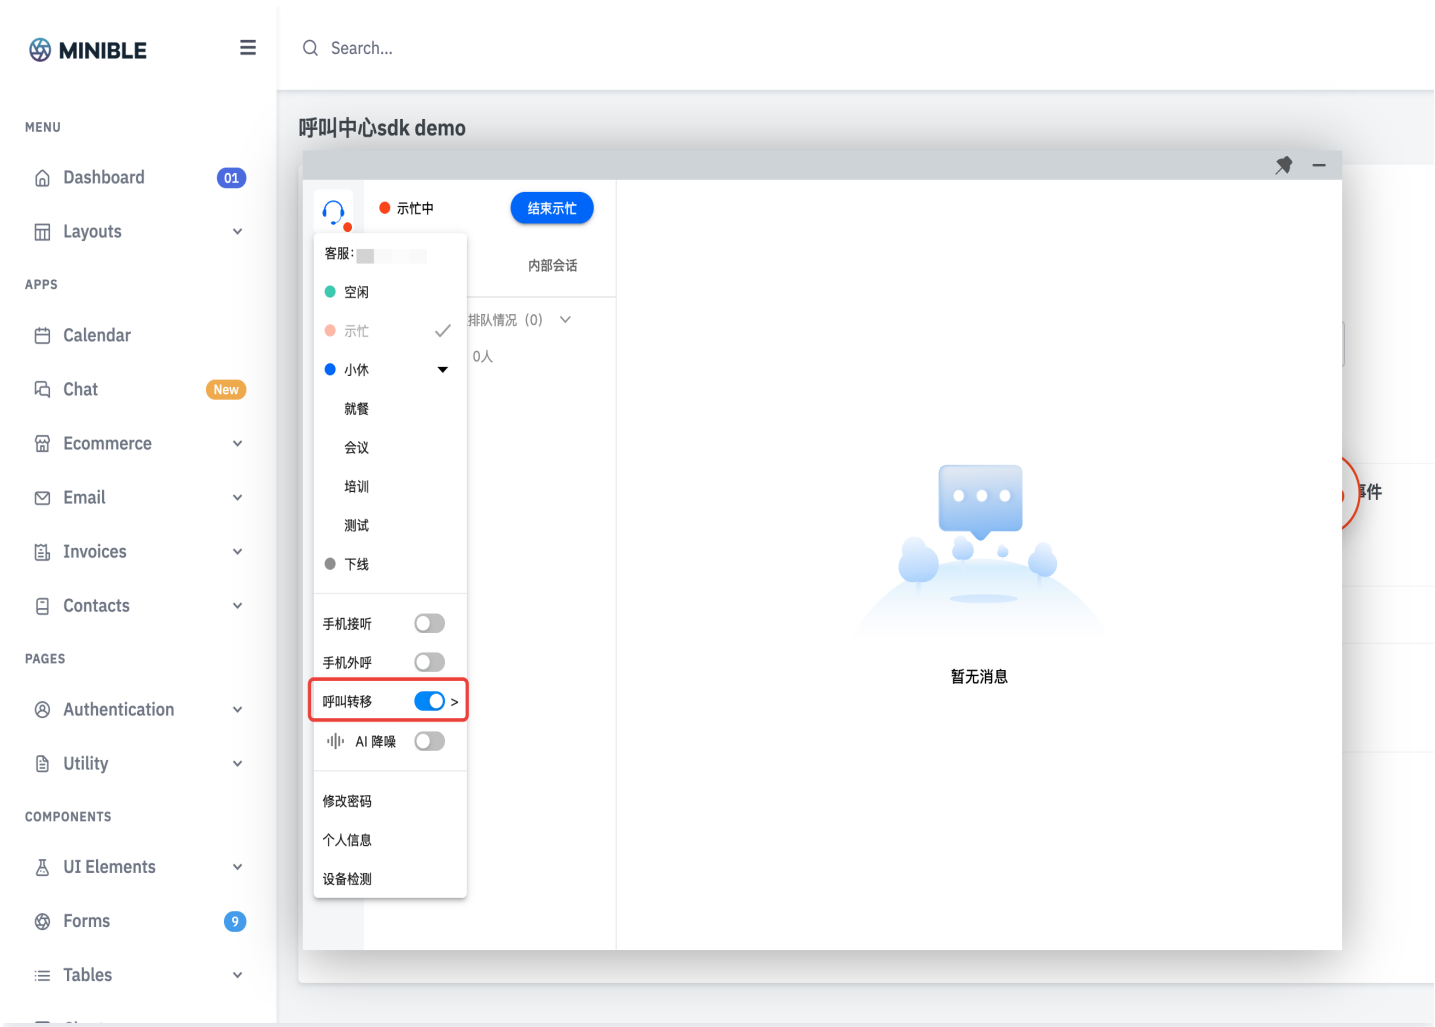 MINIBLE
Search...
MENU
Dashboard
01
Layouts
APPS
Calendar
Chat
New
Ecommerce
Email
Invoices
Contacts
PAGES
Authentication
Utility
COMPONENTS
UI Elements
Forms
9
Tables
呼叫中心sdk demo
示忙中
结束示忙
客服:
内部会话
空闲
示忙
排队情况（0）
小休
0人
就餐
会议
培训
测试
下线
手机接听
手机外呼
呼叫转移
>
AI 降噪
修改密码
个人信息
设备检测
暂无消息
件